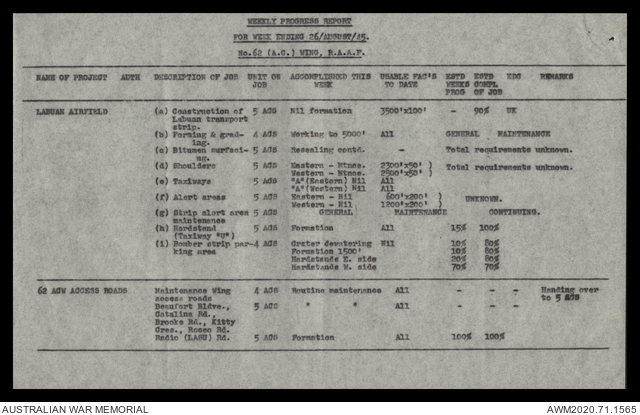 WEEKLY PROGRESS REPORT
FOR WEEK ENDING 26/AUGUST/45.
No.62 (A.C.) WING, R.A.A.F.
NAME OF PROJECT AUTH DESCRIPTION OF JOB UNIT ON ACCOMPLISHED THIS USABLE FAC'S ESTD ESTD EDC REMARKS
JOB WEEK TO DATE WEEKS COMPL
PROG OF JOB
LABUAN AIRFIELD (a) Construction of 5 ACS Nil formation 3500'x100' - 90% UK
Labuan transport
strip.
(b) Forming & grad- 4 ACS Working to 5000' All GENERAL MAINTENANCE
ing.
(c) Bitumen surfaci- 5 ACS Resealing contd. - Total requirements unknown.
ng.
(d) Shoulders 5 ACS Eastern - Mtnce. 2300'x50' ) Total requirements unknown.
Western - Mtnce. 2500'x50' )
(e) Taxiways 5 ACS "A"(Eastern) Nil All
"A"(Western) Nil All
(f) Alert areas 5 ACS Eastern - Nil 600'x200' ) UNKNOWN.
Western - Nil 1200'x200' )
(g) Strip alert area 5 ACS GENERAL MAINTENANCE CONTINUING.
maintenance
(h) Hardstand 5 ACS Formation All 15% 100%
(Taxiway "U")
(i) Bomber strip par- 4 ACS Crater dewatering Nil 10% 80%
king area Formation 1500' 10% 80%
Hardstands E. side 20% 80%
Hardstands W. side 70% 70%
62 ACW ACCESS ROADS Maintenance Wing 4 ACS Routine maintenance All - - - Handing over
access roads to 5 ACS
Beaufort Bldve., 5 ACS " " All - - -
Catalina Rd.,
Brooks Rd., Kitty
Cres., Rocco Rd.
Radio (LABU) Rd. 5 ACS Formation All 100% 100%
AUSTRALIAN WAR MEMORIAL AWM2020.71.1565